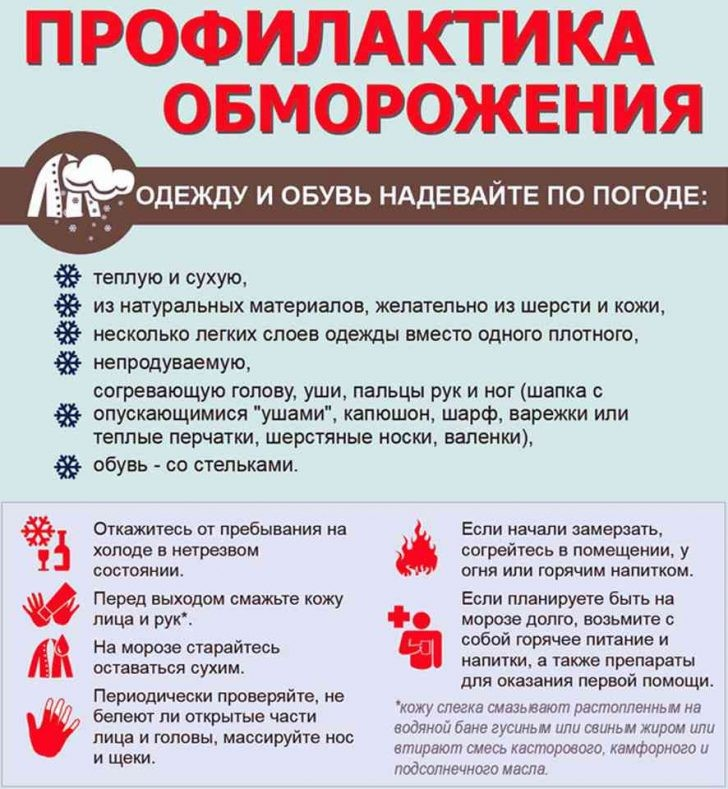 ПРОФИЛАКТИКА
ОБМОРОЖЕНИЯ
ОДЕЖДУ И ОБУВЬ НАДЕВАЙТЕ ПО ПОГОДЕ:
теплую и сухую,
из натуральных материалов, желательно из шерсти и кожи,
несколько легких слоев одежды вместо одного плотного,
непродуваемую,
согревающую голову, уши, пальцы рук и ног (шапка с
опускающимися "ушами", капюшон, шарф, варежки или
теплые перчатки, шерстяные носки, валенки),
обувь - со стельками.
Откажитесь от пребывания на
холоде в нетрезвом
состоянии.
Перед выходом смажьте кожу
лица и рук*.
На морозе старайтесь
оставаться сухим.
Периодически проверяйте, не
белеют ли открытые части
лица и головы, массируйте нос
и щеки.
Если начали замерзать,
согрейтесь в помещении, у
огня или горячим напитком.
Если планируете быть на
морозе долго, возьмите с
собой горячее питание и
напитки, а также препараты
для оказания первой помощи.
*кожу слегка смазывают растопленным на
водяной бане гусиным или свиным жиром или
втирают смесь касторового, камфорного и
подсолнечного масла.